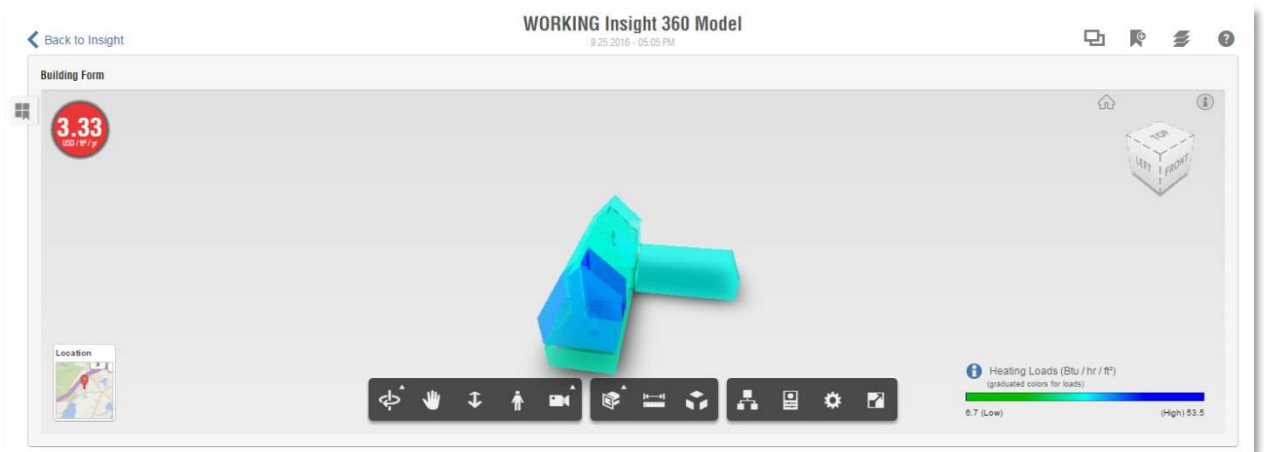 WORKING Insight 360 Model
Back to Insight
9.25.2016 - 05:05 PM
Building Form
3.33
USD / ft² / yr
TOP
LEFT
FRONT
Location
3
Heating Loads (Btu / hr / ft²)
(graduated colors for loads)
6.7 (Low)
(High) 53.5